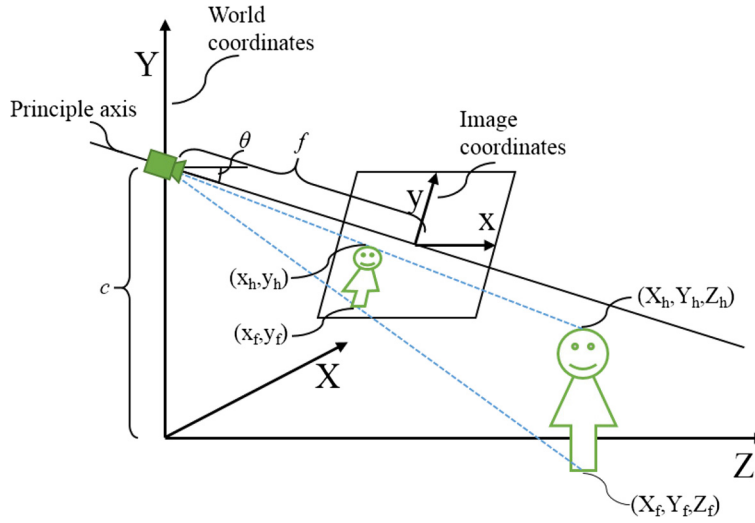 World
coordinates
Y
Principle axis
θ
f
Image
coordinates
y
x
c
(xh,yh)
(Xh,Yh,Zh)
(xf,yf)
X
Z
(Xf,Yf,Zf)